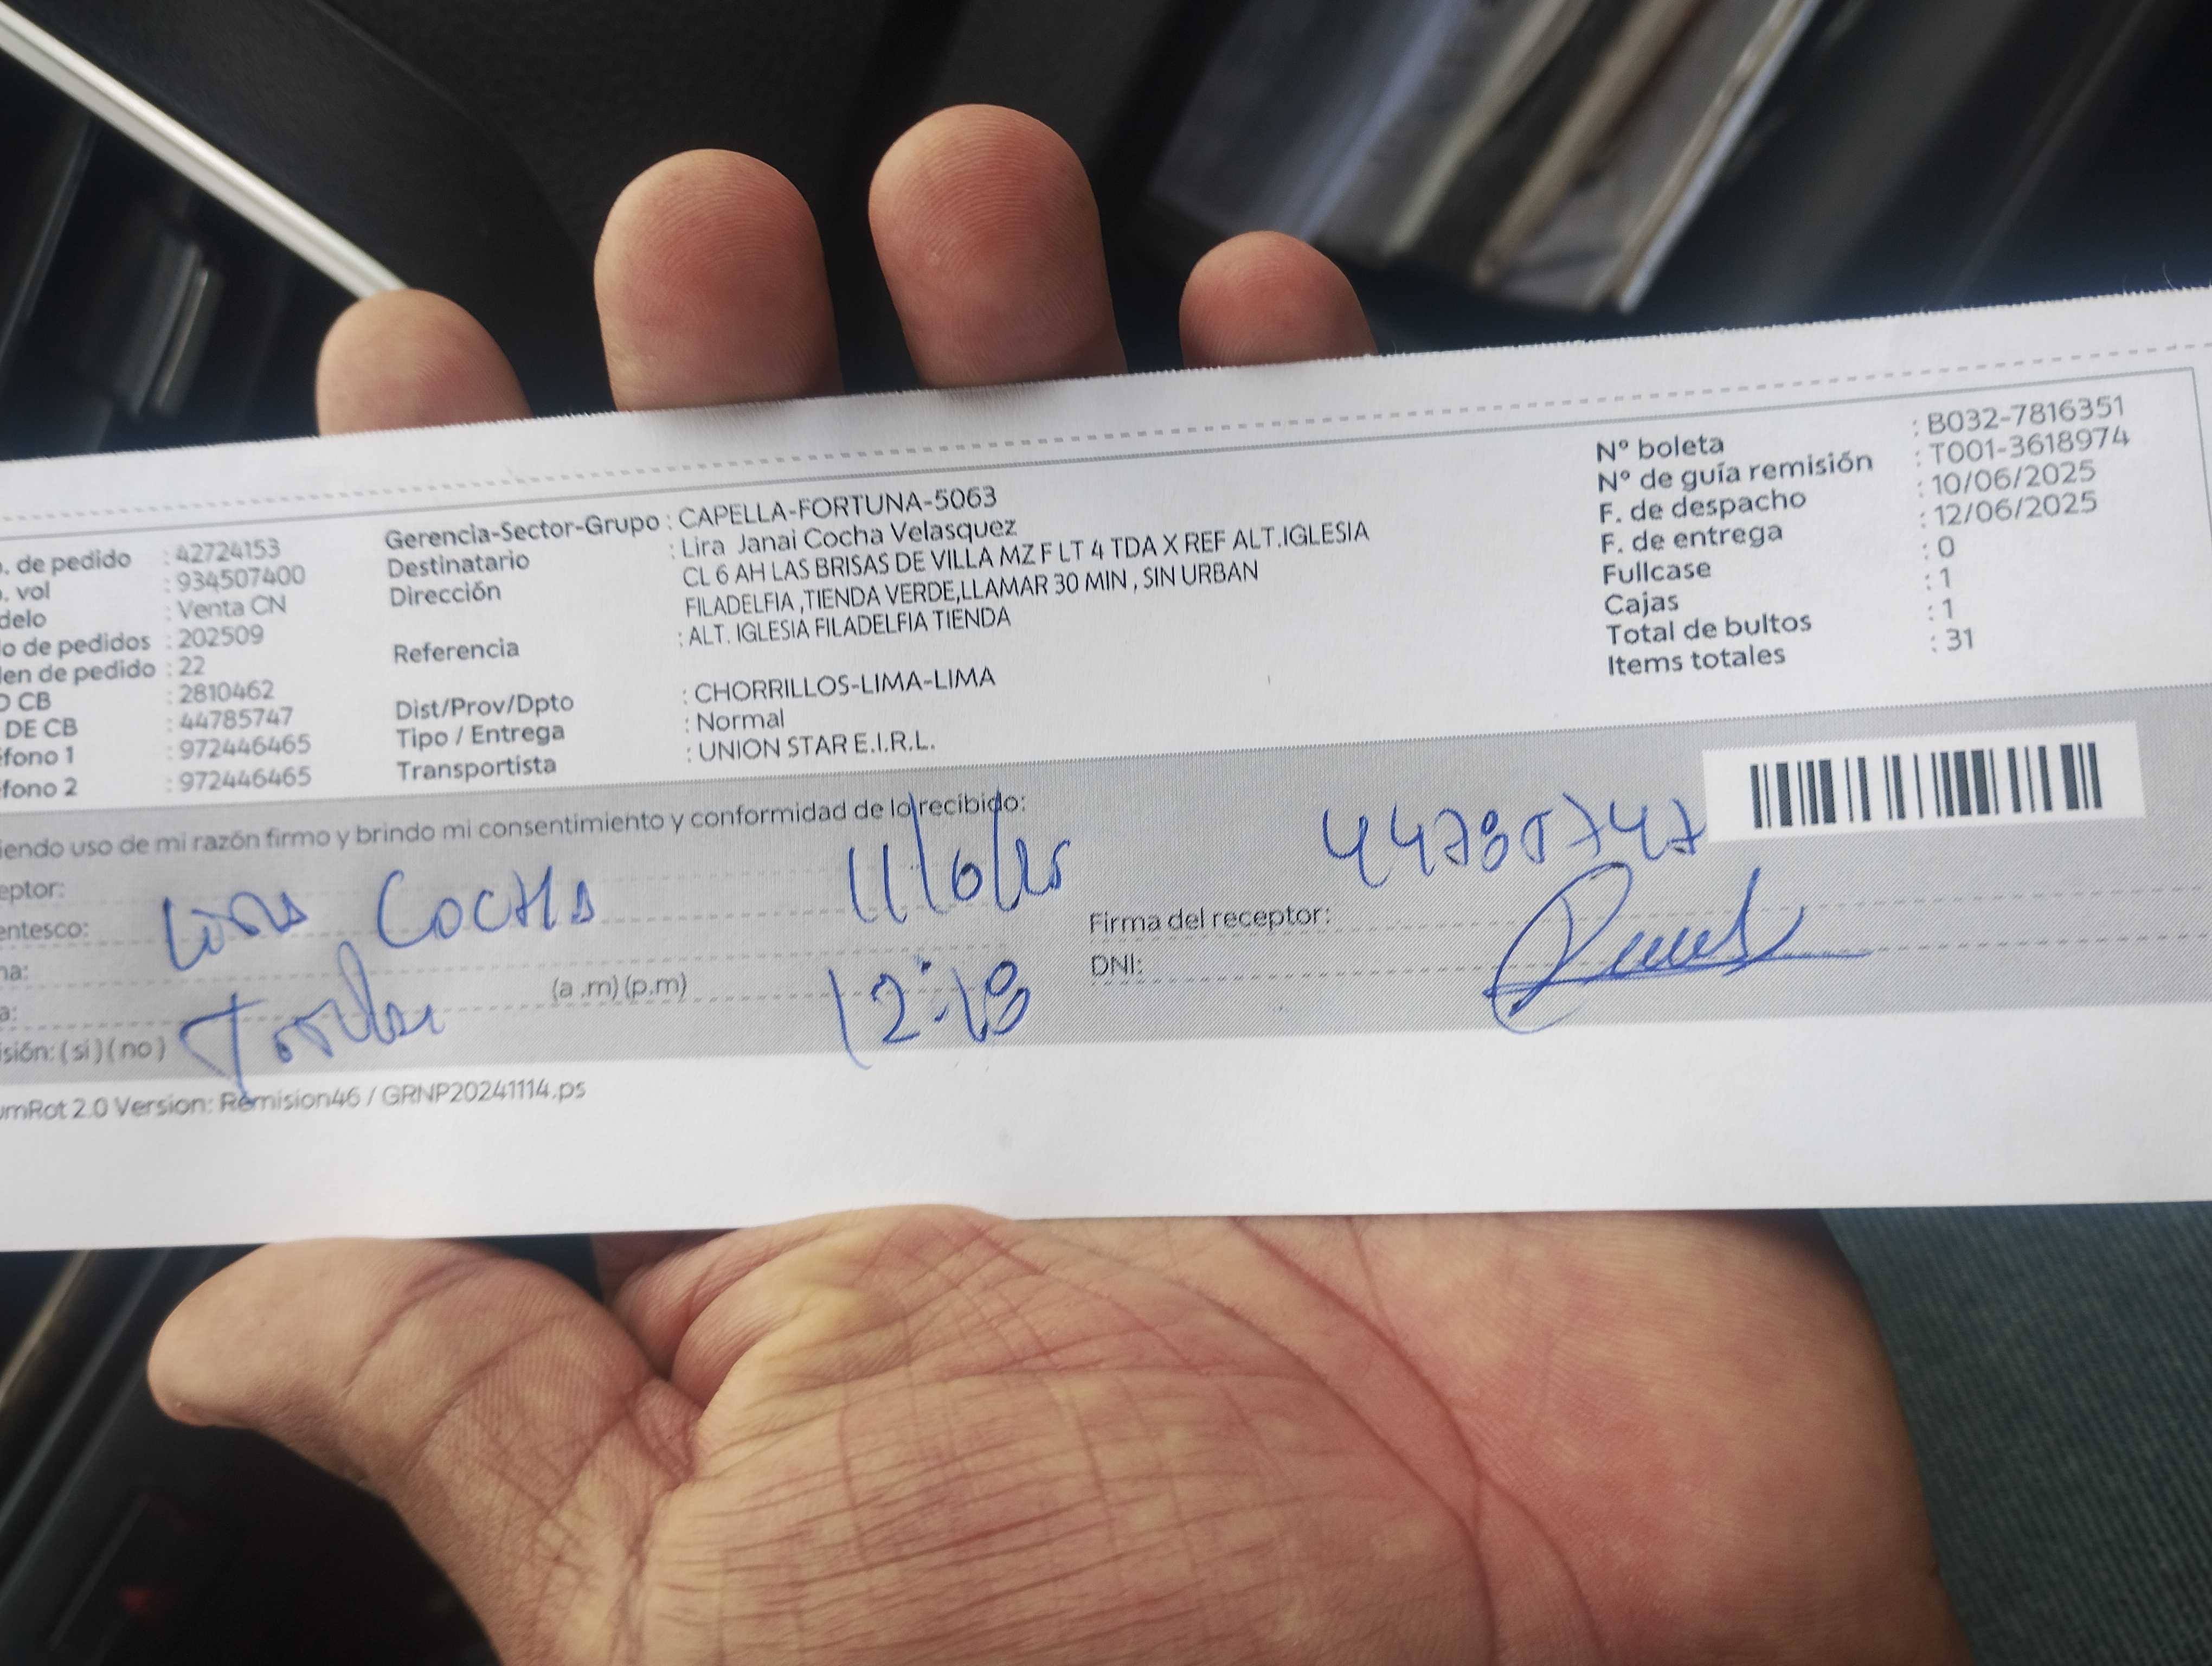 . de pedido : 42724153
. vol : 934507400
delo : Venta CN
o de pedidos : 202509
den de pedido : 22
O CB : 2810462
DE CB : 44785747
éfono 1 : 972446465
éfono 2 : 972446465
Gerencia-Sector-Grupo : CAPELLA-FORTUNA-5063
Destinatario : Lira Janai Cocha Velasquez
Dirección CL 6 AH LAS BRISAS DE VILLA MZ F LT 4 TDA X REF ALT.IGLESIA
FILADELFIA ,TIENDA VERDE,LLAMAR 30 MIN , SIN URBAN
Referencia : ALT. IGLESIA FILADELFIA TIENDA
Dist/Prov/Dpto : CHORRILLOS-LIMA-LIMA
Tipo / Entrega : Normal
Transportista : UNION STAR E.I.R.L.
N° boleta : B032-7816351
N° de guía remisión : T001-3618974
F. de despacho : 10/06/2025
F. de entrega : 12/06/2025
Fullcase : 0
Cajas : 1
Total de bultos : 1
Items totales : 31
iendo uso de mi razón firmo y brindo mi consentimiento y conformidad de lo recibido:
eptor:
entesco: COCHA
11/6/25
44785747
na:
a: (a .m) (p.m) 12:18
isión: ( si ) ( no )
Firma del receptor:
DNI:
umRot 2.0 Version: Remision46 / GRNP20241114.ps